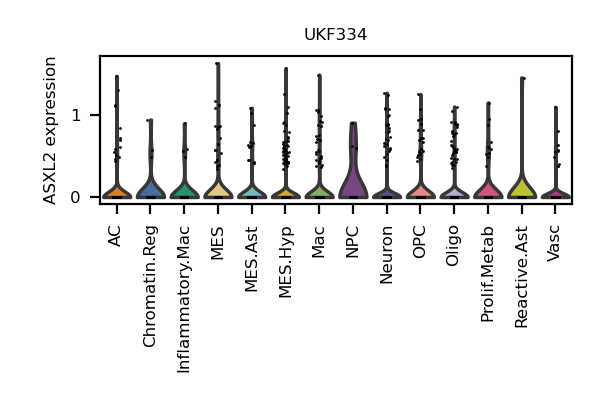 UKF334
ASXL2 expression
1
0
AC
Chromatin.Reg
Inflammatory.Mac
MES
MES.Ast
MES.Hyp
Mac
NPC
Neuron
OPC
Oligo
Prolif.Metab
Reactive.Ast
Vasc